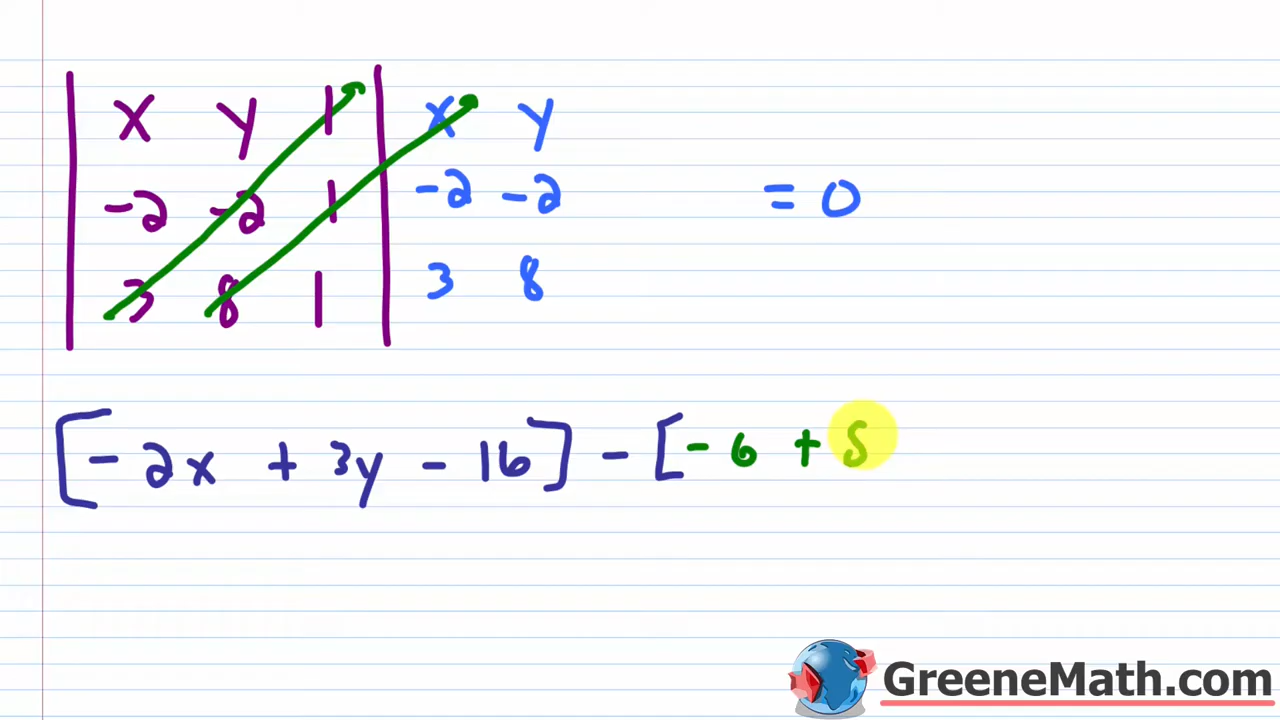 | x y 1 | x y
| -2 -2 1 | -2 -2 = 0
| 3 8 1 | 3 8
[ - 2x + 3y - 16 ] - [ - 6 + 8
GreeneMath.com